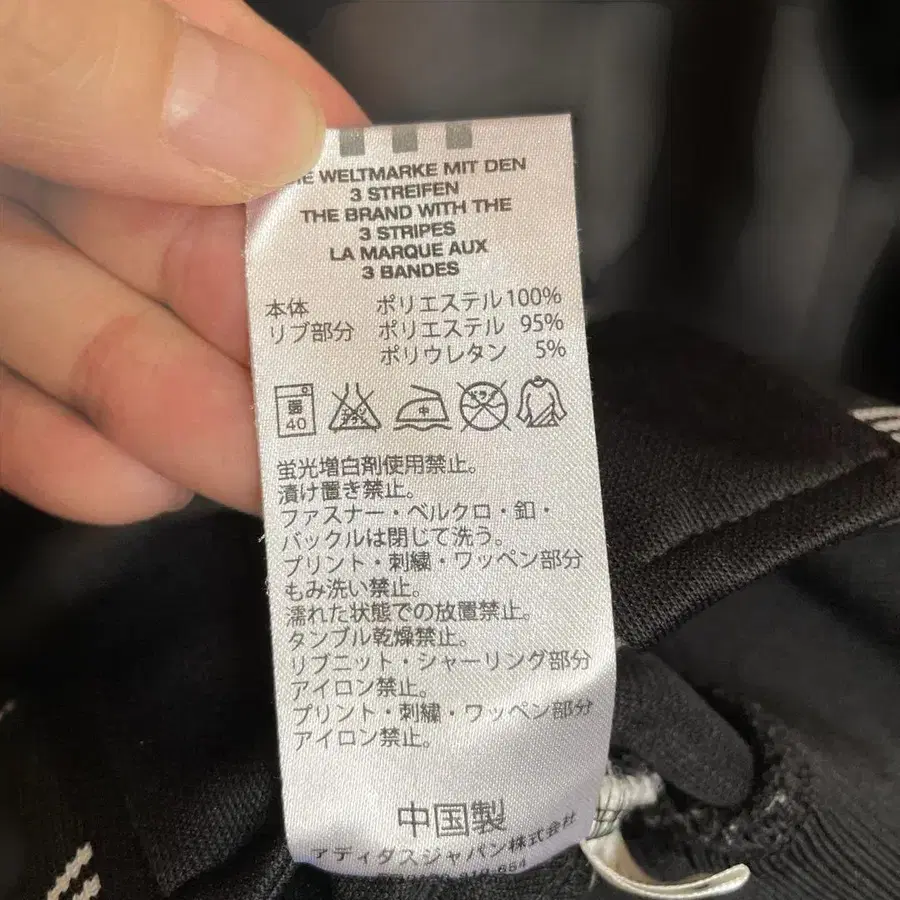 WELTMARKE MIT DEN
3 STREIFEN
THE BRAND WITH THE
3 STRIPES
LA MARQUE AUX
3 BANDES
本体 ポリエステル 100%
リブ部分 ポリエステル 95%
ポリウレタン 5%
40 中
蛍光増白剤使用禁止。
漬け置き禁止。
ファスナー・ベルクロ・釦・
バックルは閉じて洗う。
プリント・刺繍・ワッペン部分
もみ洗い禁止。
濡れた状態での放置禁止。
タンブル乾燥禁止。
リブニット・シャーリング部分
アイロン禁止。
プリント・刺繍・ワッペン部分
アイロン禁止。
中国製
アディダスジャパン株式会社